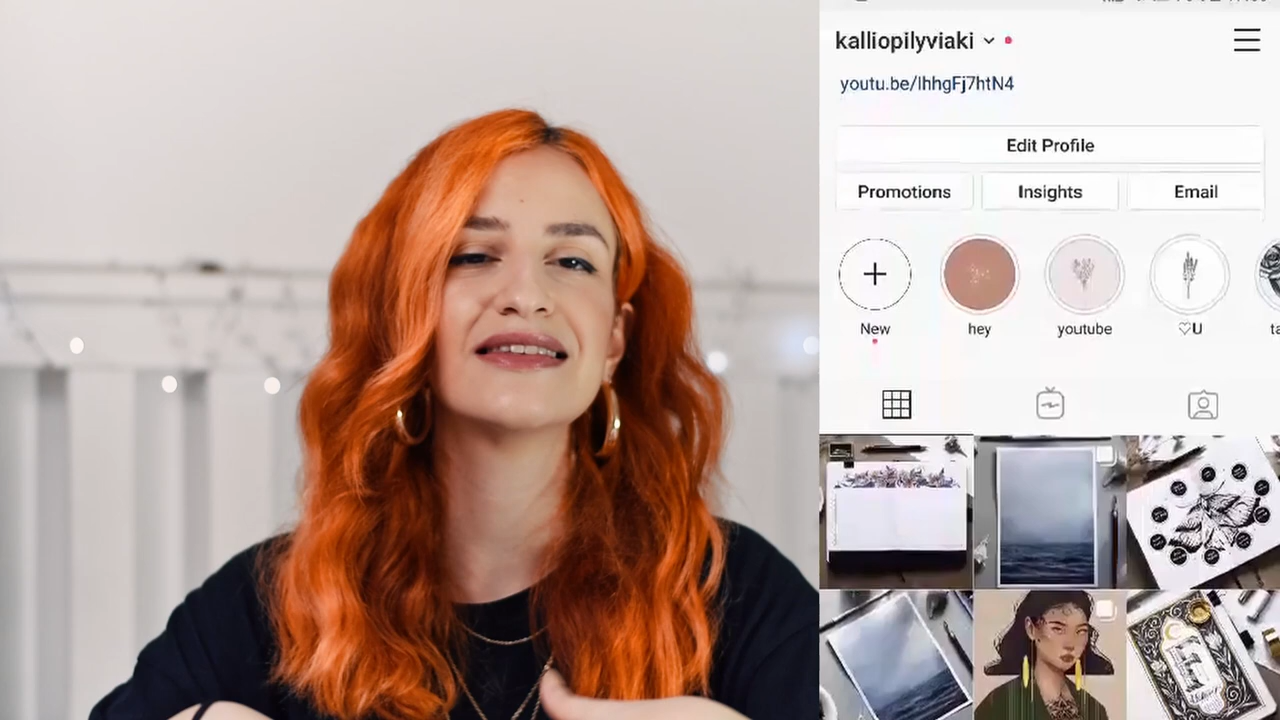 kalliopilyviaki
youtu.be/lhhgFj7htN4
Edit Profile
Promotions Insights Email
New hey youtube ♡U